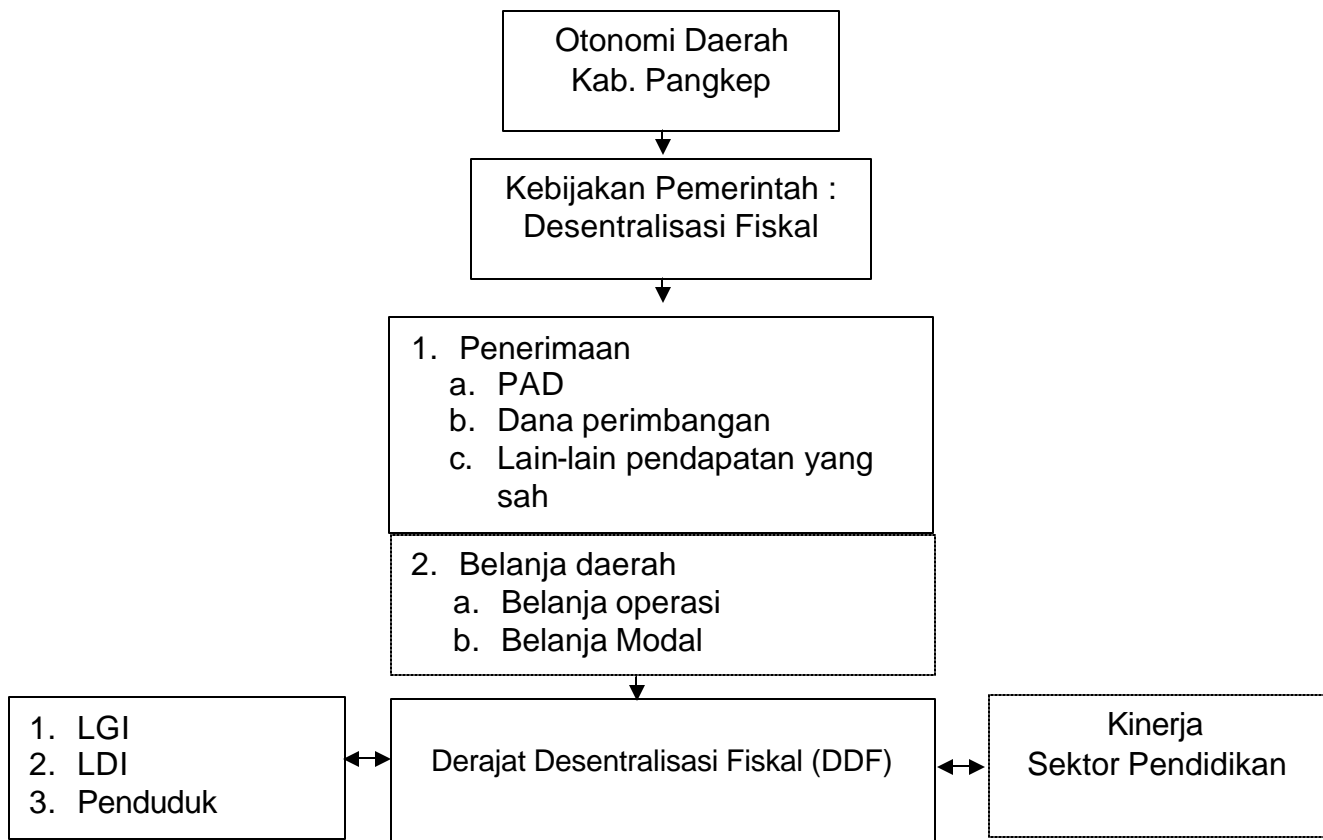 Otonomi Daerah
Kab. Pangkep
Kebijakan Pemerintah :
Desentralisasi Fiskal
1. Penerimaan
a. PAD
b. Dana perimbangan
c. Lain-lain pendapatan yang
sah
2. Belanja daerah
a. Belanja operasi
b. Belanja Modal
1. LGI
2. LDI
3. Penduduk
Derajat Desentralisasi Fiskal (DDF)
Kinerja
Sektor Pendidikan